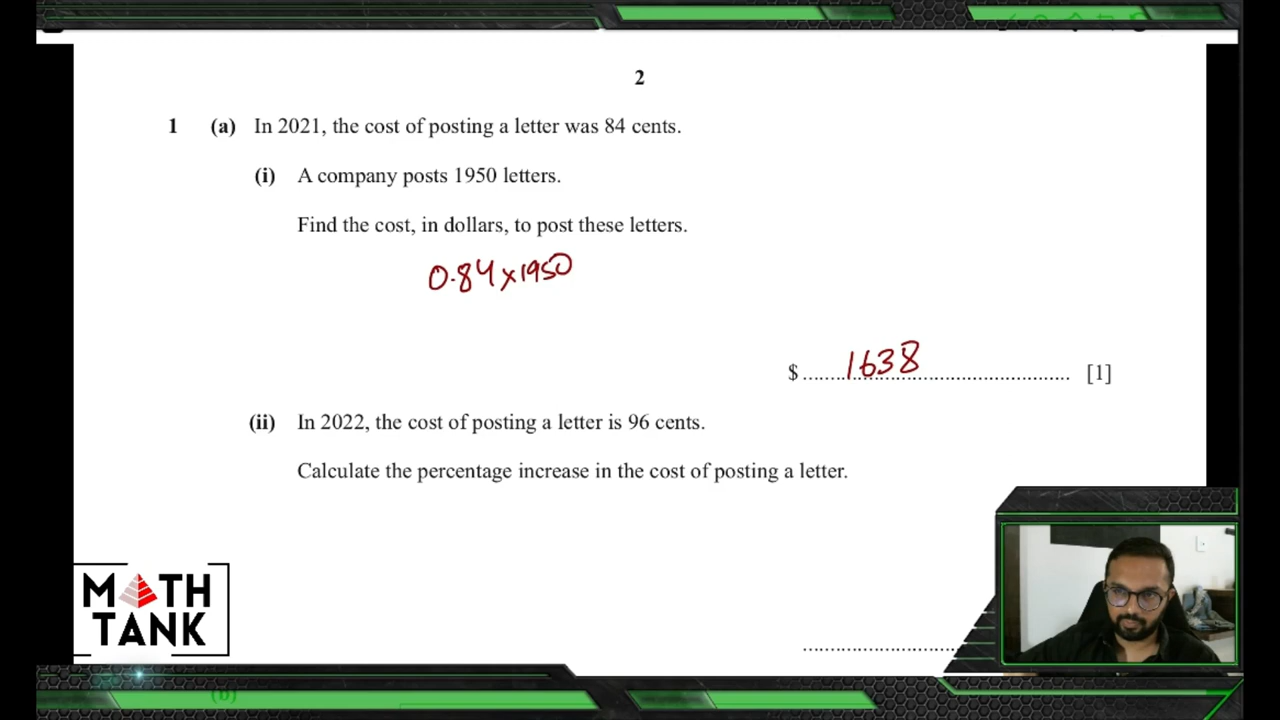 2
1 (a) In 2021, the cost of posting a letter was 84 cents.
(i) A company posts 1950 letters.
Find the cost, in dollars, to post these letters.
0.84x1950
$ 1638 [1]
(ii) In 2022, the cost of posting a letter is 96 cents.
Calculate the percentage increase in the cost of posting a letter.
MATH
TANK
(b)